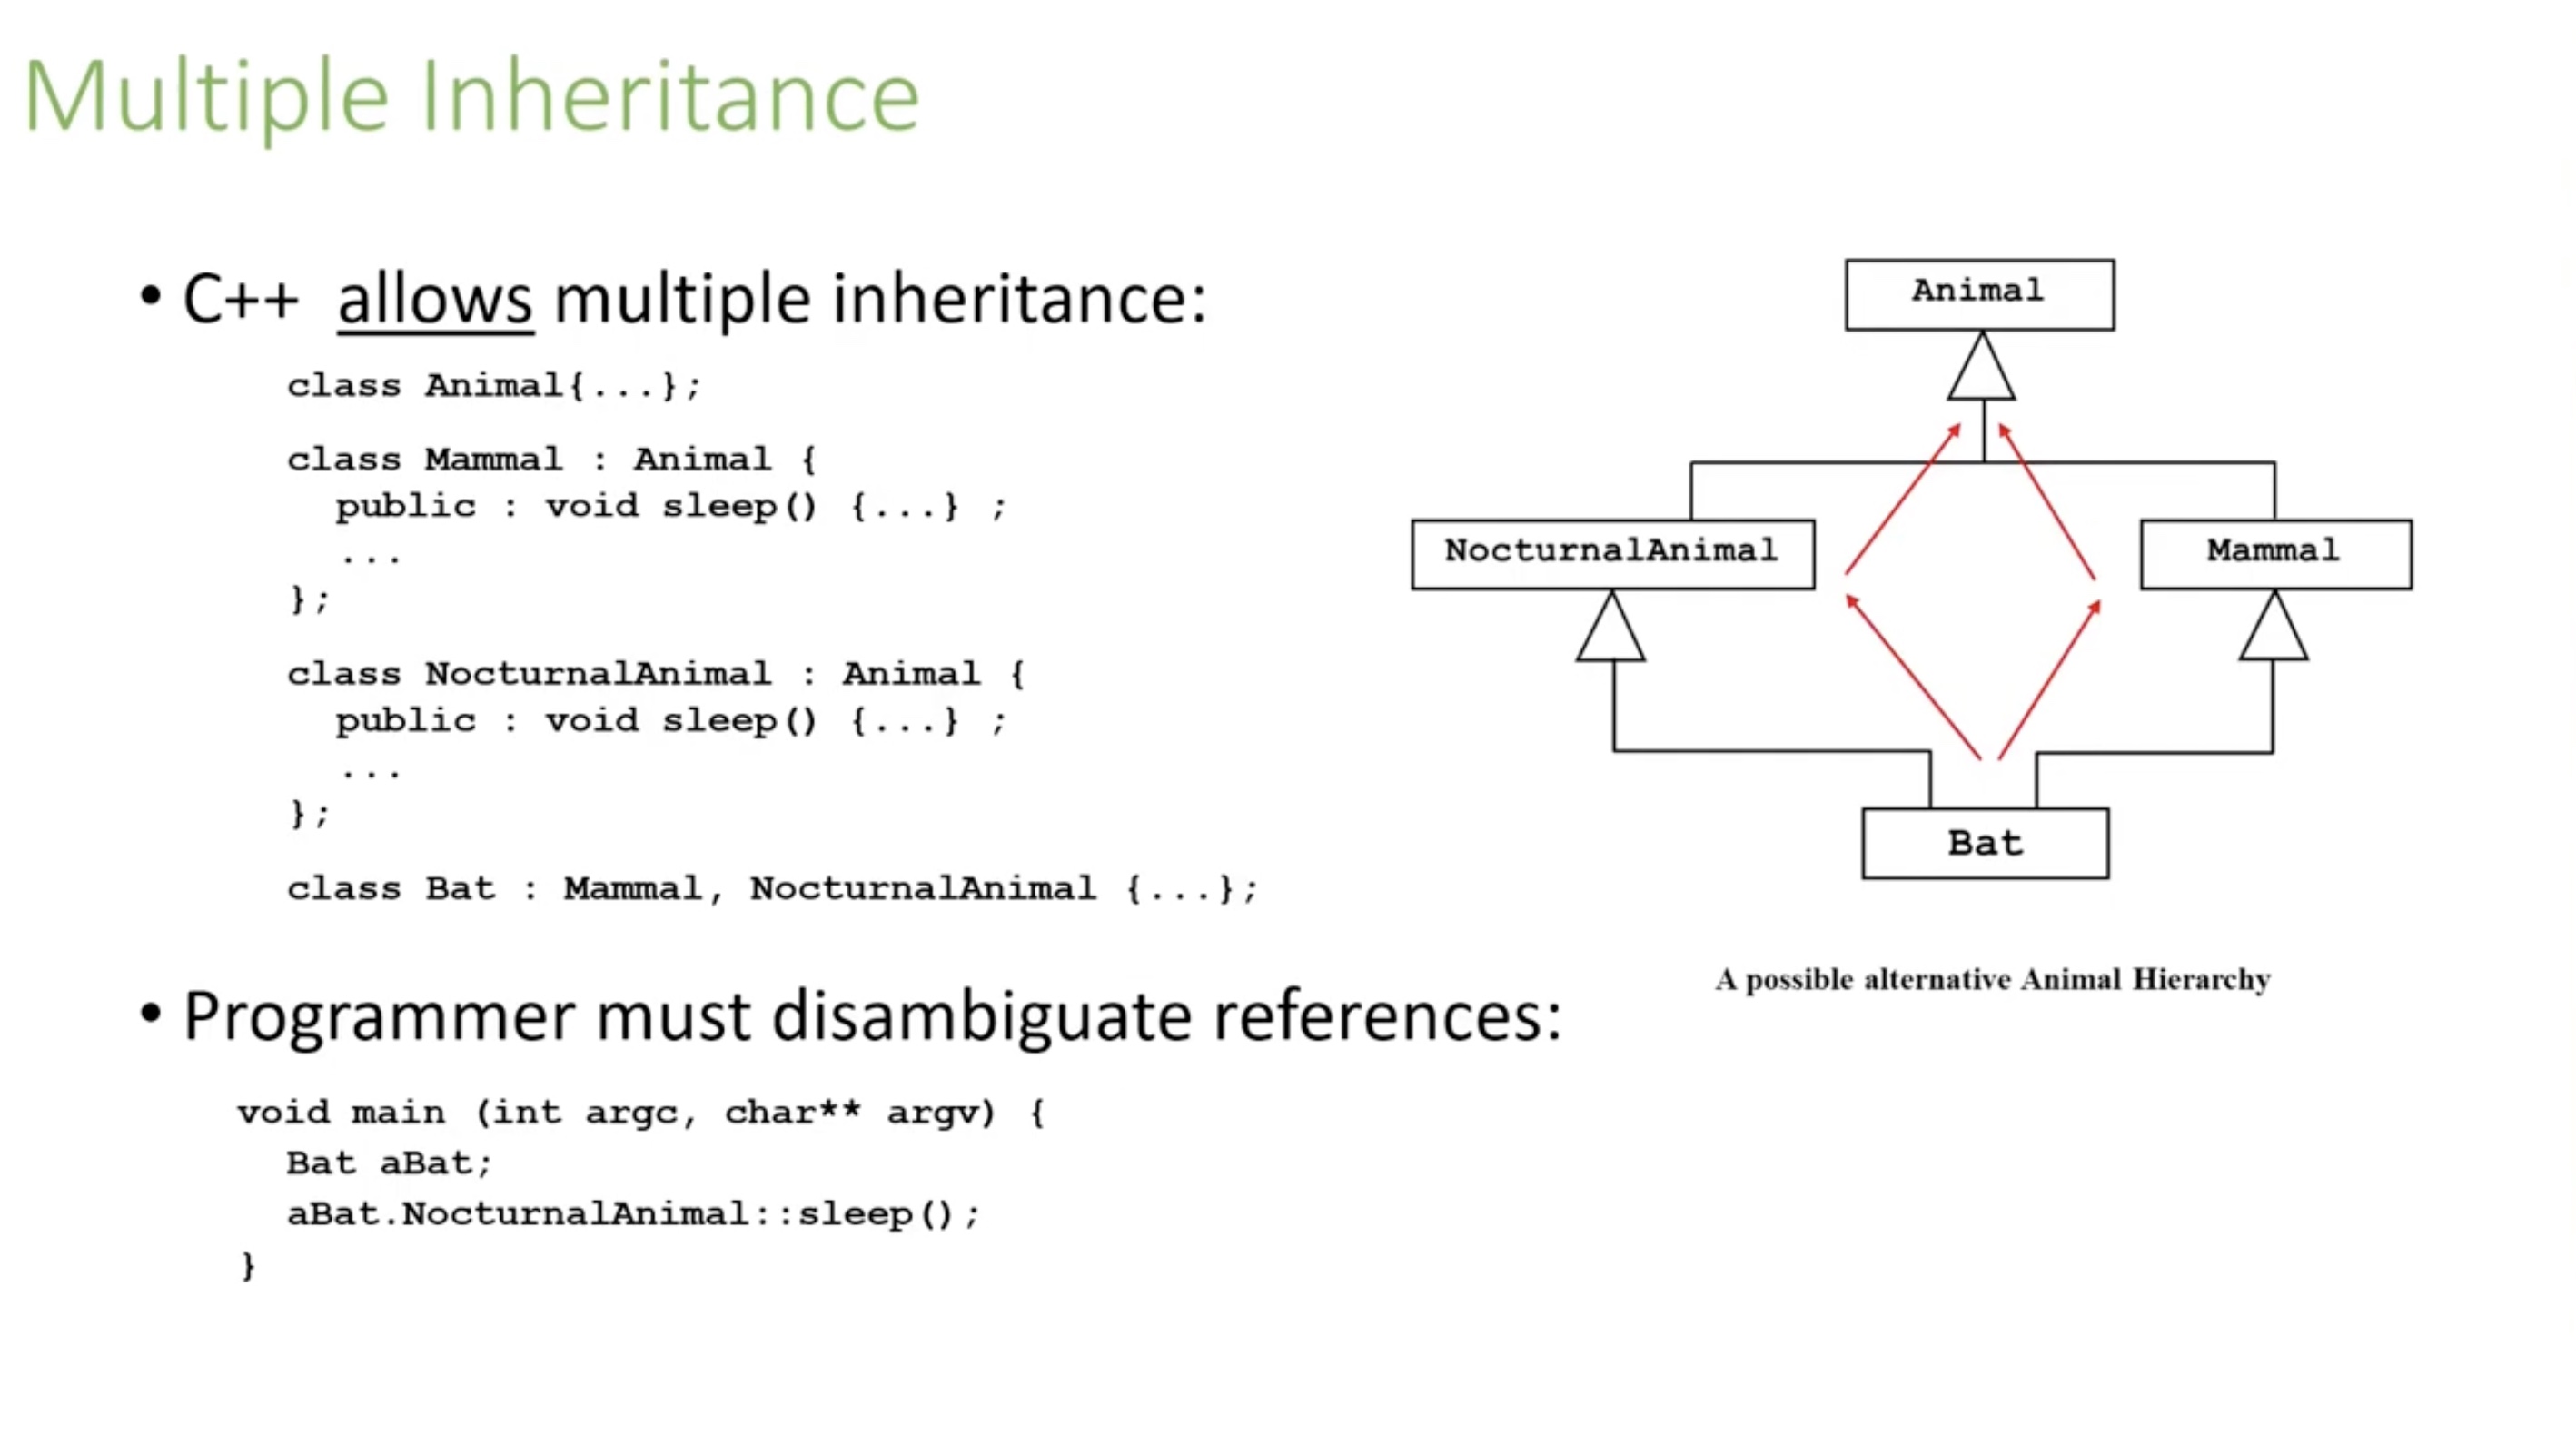 Multiple Inheritance
• C++ allows multiple inheritance:
class Animal{...};
class Mammal : Animal {
public : void sleep() {...} ;
...
};
class NocturnalAnimal : Animal {
public : void sleep() {...} ;
...
};
class Bat : Mammal, NocturnalAnimal {...};
• Programmer must disambiguate references:
void main (int argc, char** argv) {
Bat aBat;
aBat.NocturnalAnimal::sleep();
}
Animal
NocturnalAnimal
Mammal
Bat
A possible alternative Animal Hierarchy